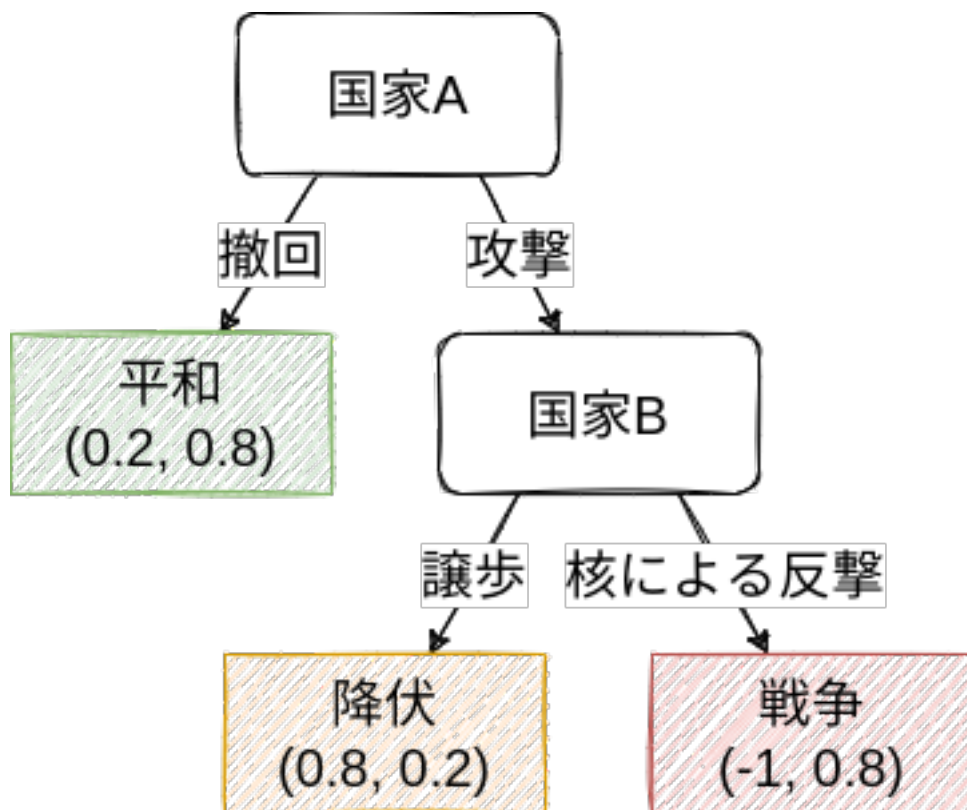 国家A
撤回
攻撃
平和
(0.2, 0.8)
国家B
譲歩
核による反撃
降伏
(0.8, 0.2)
戦争
(-1, 0.8)